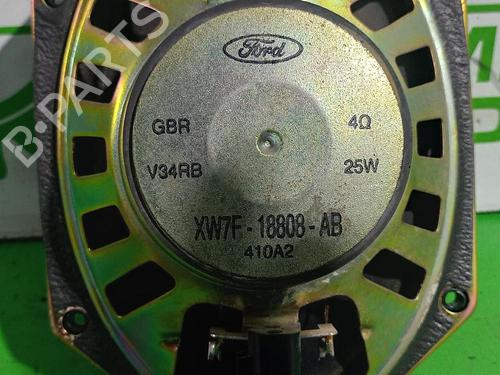 Ford
GBR 4Ω
V34RB 25W
XW7F-18808-AB
410A2
B-PARTS